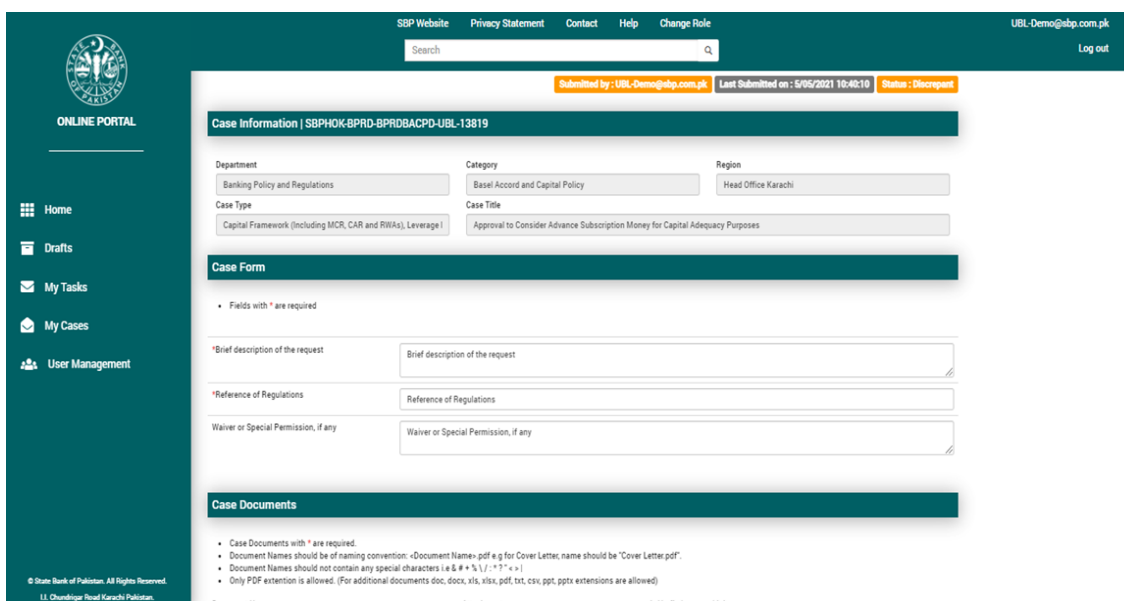 SBP Website Privacy Statement Contact Help Change Role UBL-Demo@sbp.com.pk
Search
Log out
STATE BANK OF PAKISTAN
Submitted by : UBL-Demo@sbp.com.pk Last Submitted on : 5/05/2021 10:40:10 Status : Discrepant
ONLINE PORTAL
Case Information | SBPHOK-BPRD-BPRDBACPD-UBL-13819
Department Category Region
Banking Policy and Regulations Basel Accord and Capital Policy Head Office Karachi
Case Type Case Title
Capital Framework (Including MCR, CAR and RWAs), Leverage Approval to Consider Advance Subscription Money for Capital Adequacy Purposes
Home
Drafts
My Tasks
My Cases
User Management
Case Form
Fields with * are required
*Brief description of the request Brief description of the request
*Reference of Regulations Reference of Regulations
Waiver or Special Permission, if any Waiver or Special Permission, if any
Case Documents
Case Documents with * are required.
Document Names should be of naming convention: <Document Name>.pdf e.g for Cover Letter, name should be "Cover Letter.pdf".
Document Names should not contain any special characters i.e & # + % \ / : * ? " < > |
Only PDF extention is allowed. (For additional documents doc, docx, xls, xlsx, pdf, txt, csv, ppt, pptx extensions are allowed)
© State Bank of Pakistan. All Rights Reserved.
I.I. Chundrigar Road Karachi Pakistan.